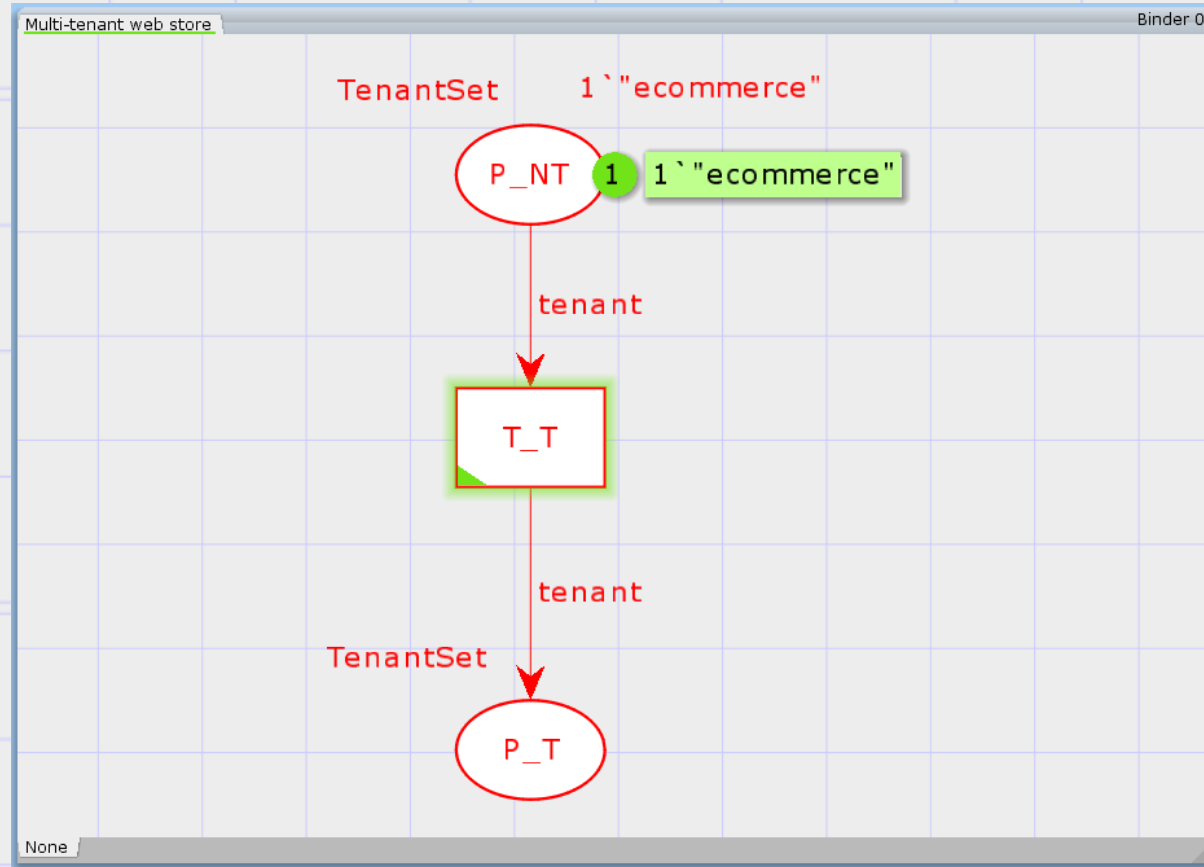 Multi-tenant web store
Binder 0
TenantSet 1`"ecommerce"
P_NT 1 1`"ecommerce"
tenant
T_T
tenant
TenantSet
P_T
None